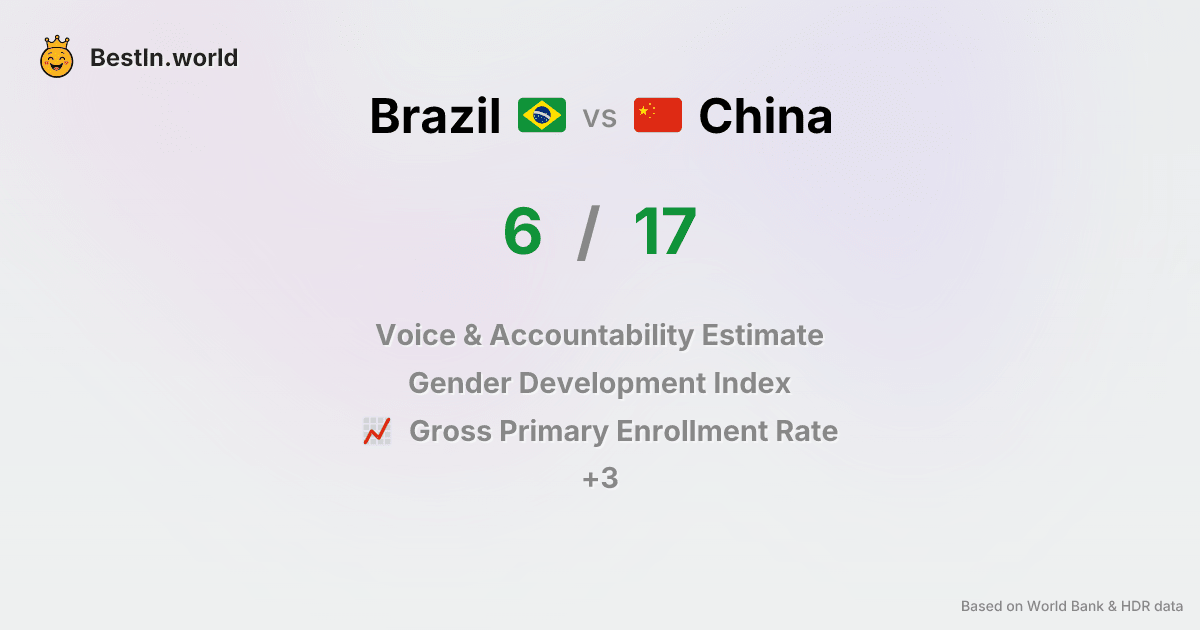 BestIn.world
Brazil vs China
6 / 17
Voice & Accountability Estimate
Gender Development Index
Gross Primary Enrollment Rate
+3
Based on World Bank & HDR data